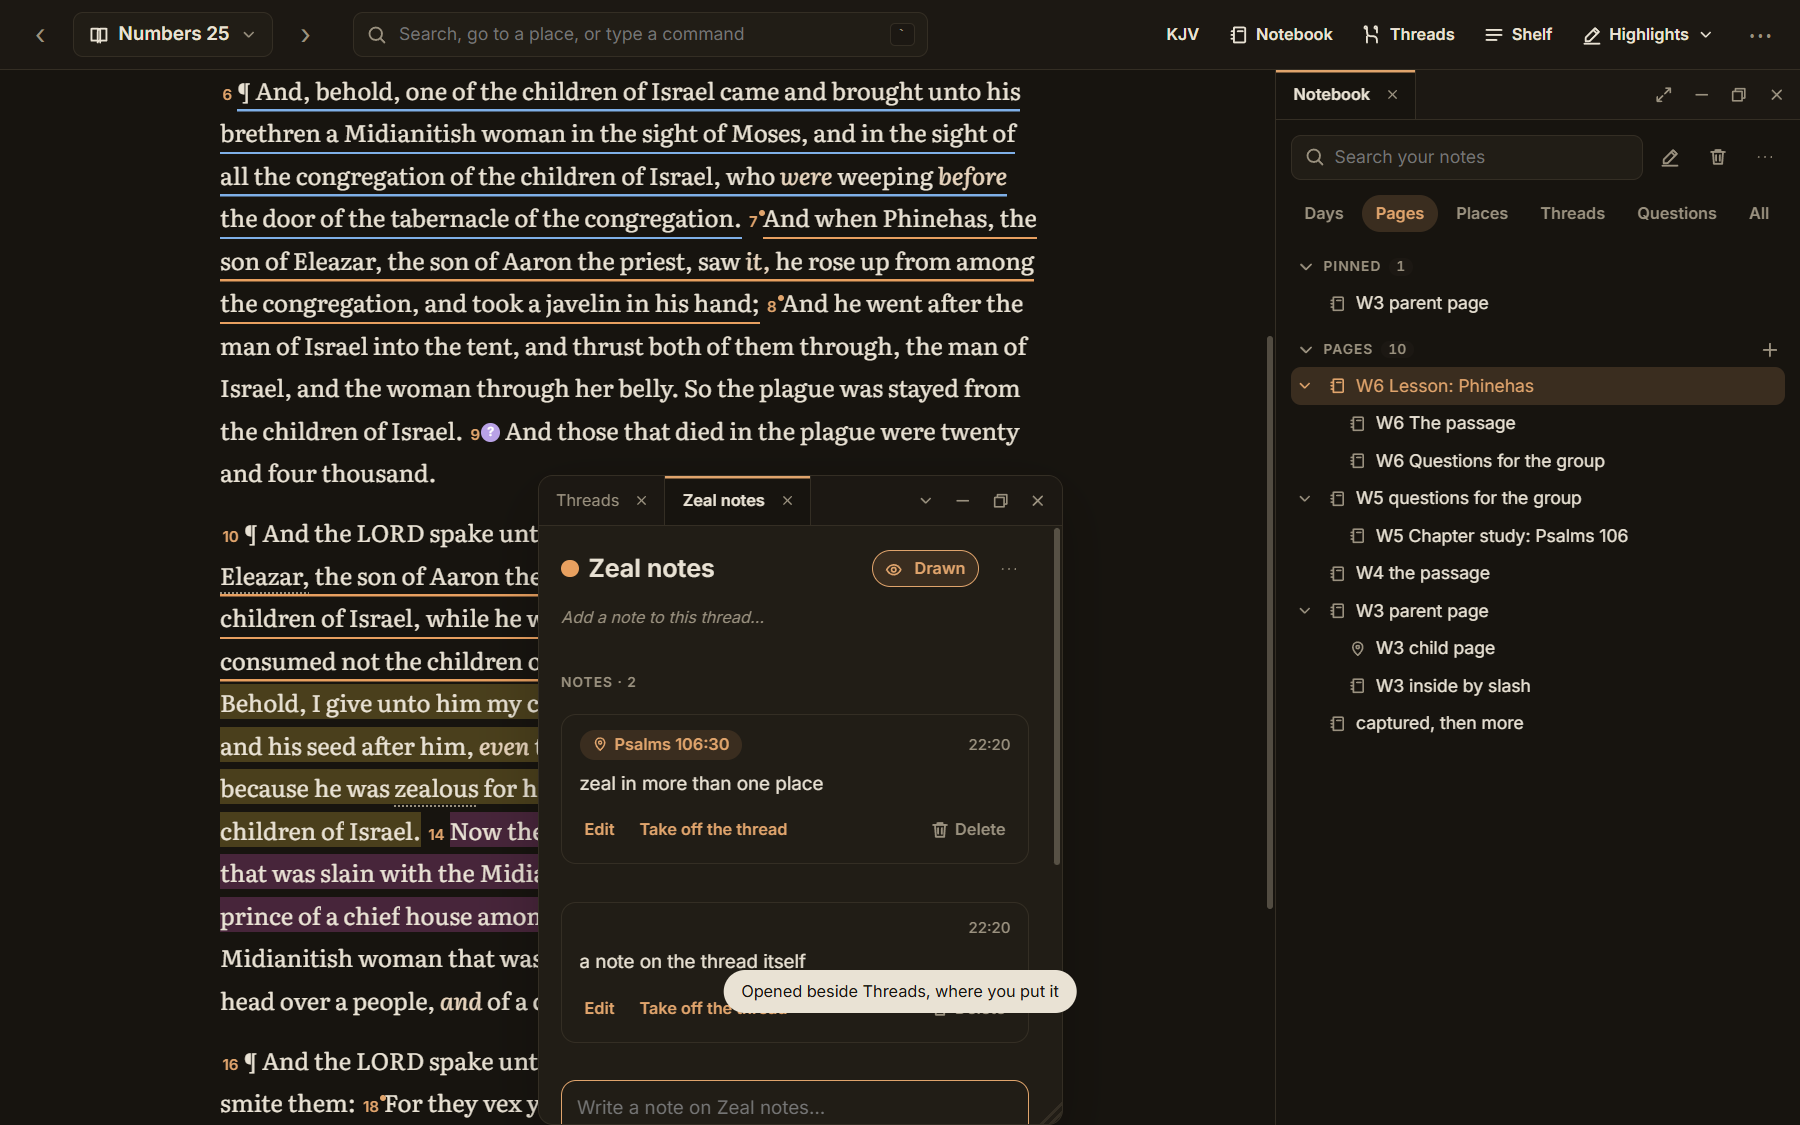 Numbers 25
Search, go to a place, or type a command
`
KJV
Notebook
Threads
Shelf
Highlights
6 ¶ And, behold, one of the children of Israel came and brought unto his
brethren a Midianitish woman in the sight of Moses, and in the sight of
all the congregation of the children of Israel, who were weeping before
the door of the tabernacle of the congregation. 7 And when Phinehas, the
son of Eleazar, the son of Aaron the priest, saw it, he rose up from among
the congregation, and took a javelin in his hand; 8 And he went after the
man of Israel into the tent, and thrust both of them through, the man of
Israel, and the woman through her belly. So the plague was stayed from
the children of Israel. 9 ? And those that died in the plague were twenty
and four thousand.
10 ¶ And the LORD spake unt
Eleazar, the son of Aaron the
children of Israel, while he w
consumed not the children o
Behold, I give unto him my c
and his seed after him, even t
because he was zealous for h
children of Israel. 14 Now the
that was slain with the Midia
prince of a chief house amon
Midianitish woman that was
head over a people, and of a c
16 ¶ And the LORD spake unt
smite them: 18 For they vex y
Threads
Zeal notes
Zeal notes
Drawn
Add a note to this thread...
NOTES · 2
Psalms 106:30
22:20
zeal in more than one place
Edit
Take off the thread
Delete
22:20
a note on the thread itself
Edit
Take off the
Opened beside Threads, where you put it
Write a note on Zeal notes...
Notebook
Search your notes
Days
Pages
Places
Threads
Questions
All
PINNED 1
W3 parent page
PAGES 10
W6 Lesson: Phinehas
W6 The passage
W6 Questions for the group
W5 questions for the group
W5 Chapter study: Psalms 106
W4 the passage
W3 parent page
W3 child page
W3 inside by slash
captured, then more